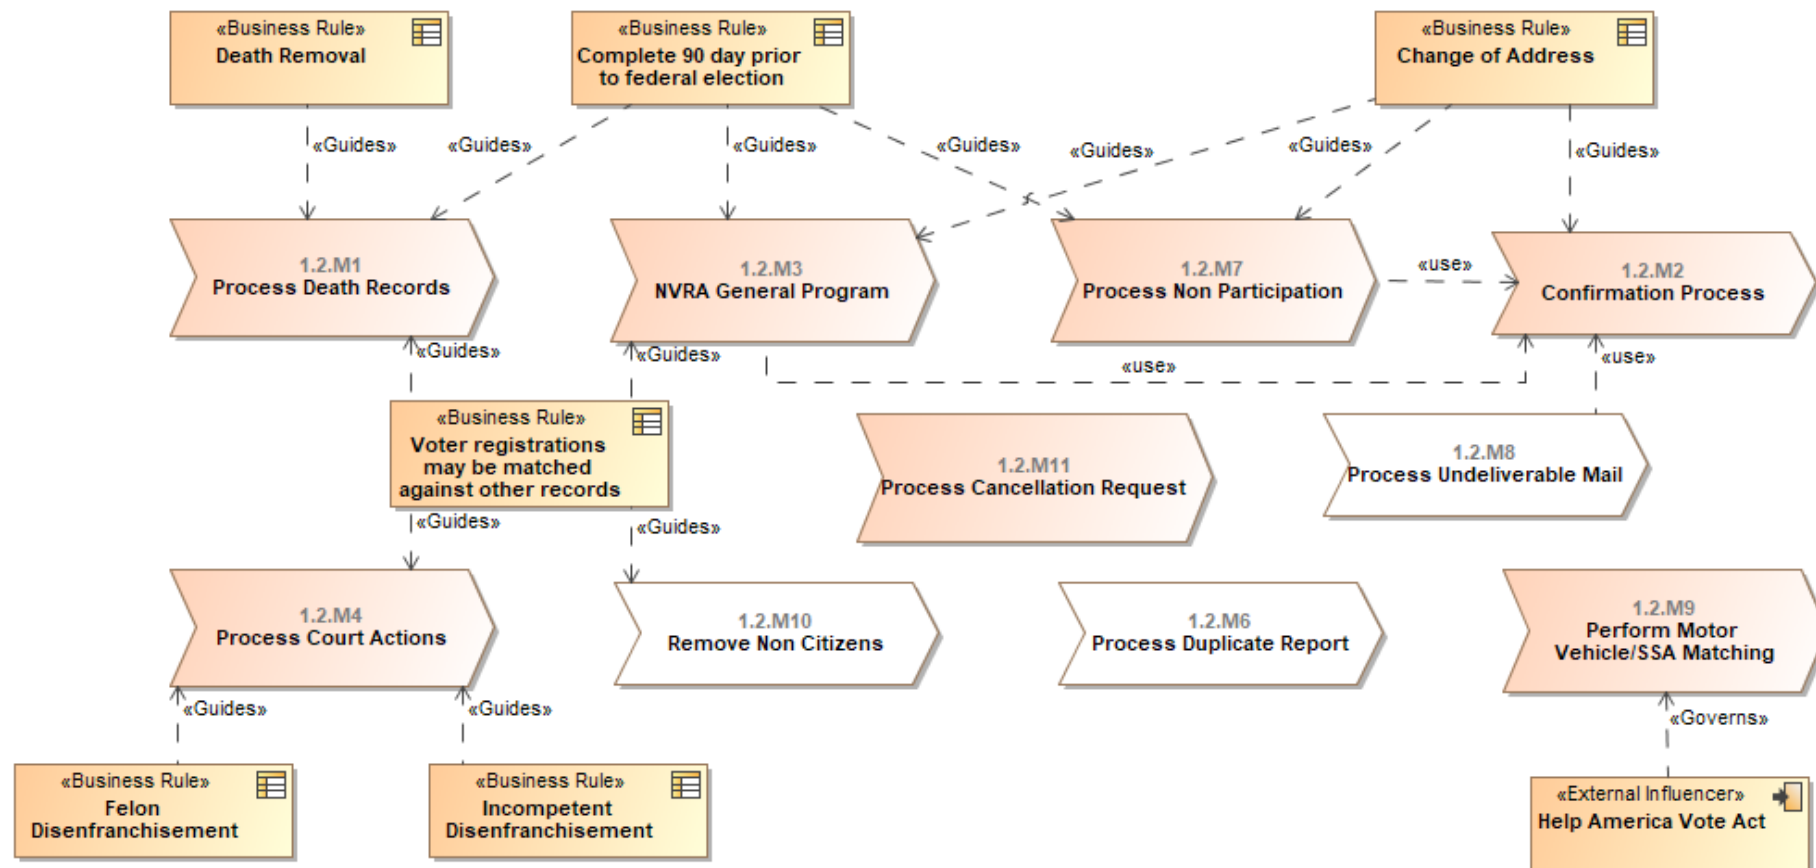 «Business Rule»
Death Removal
«Business Rule»
Complete 90 day prior
to federal election
«Business Rule»
Change of Address
«Guides»
«Guides»
«Guides»
«Guides»
«Guides»
«Guides»
«Guides»
1.2.M1
Process Death Records
1.2.M3
NVRA General Program
1.2.M7
Process Non Participation
«use»
1.2.M2
Confirmation Process
«Guides»
«Guides»
«use»
«use»
«Business Rule»
Voter registrations
may be matched
against other records
1.2.M11
Process Cancellation Request
1.2.M8
Process Undeliverable Mail
«Guides»
«Guides»
1.2.M4
Process Court Actions
1.2.M10
Remove Non Citizens
1.2.M6
Process Duplicate Report
1.2.M9
Perform Motor
Vehicle/SSA Matching
«Guides»
«Guides»
«Governs»
«Business Rule»
Felon
Disenfranchisement
«Business Rule»
Incompetent
Disenfranchisement
«External Influencer»
Help America Vote Act